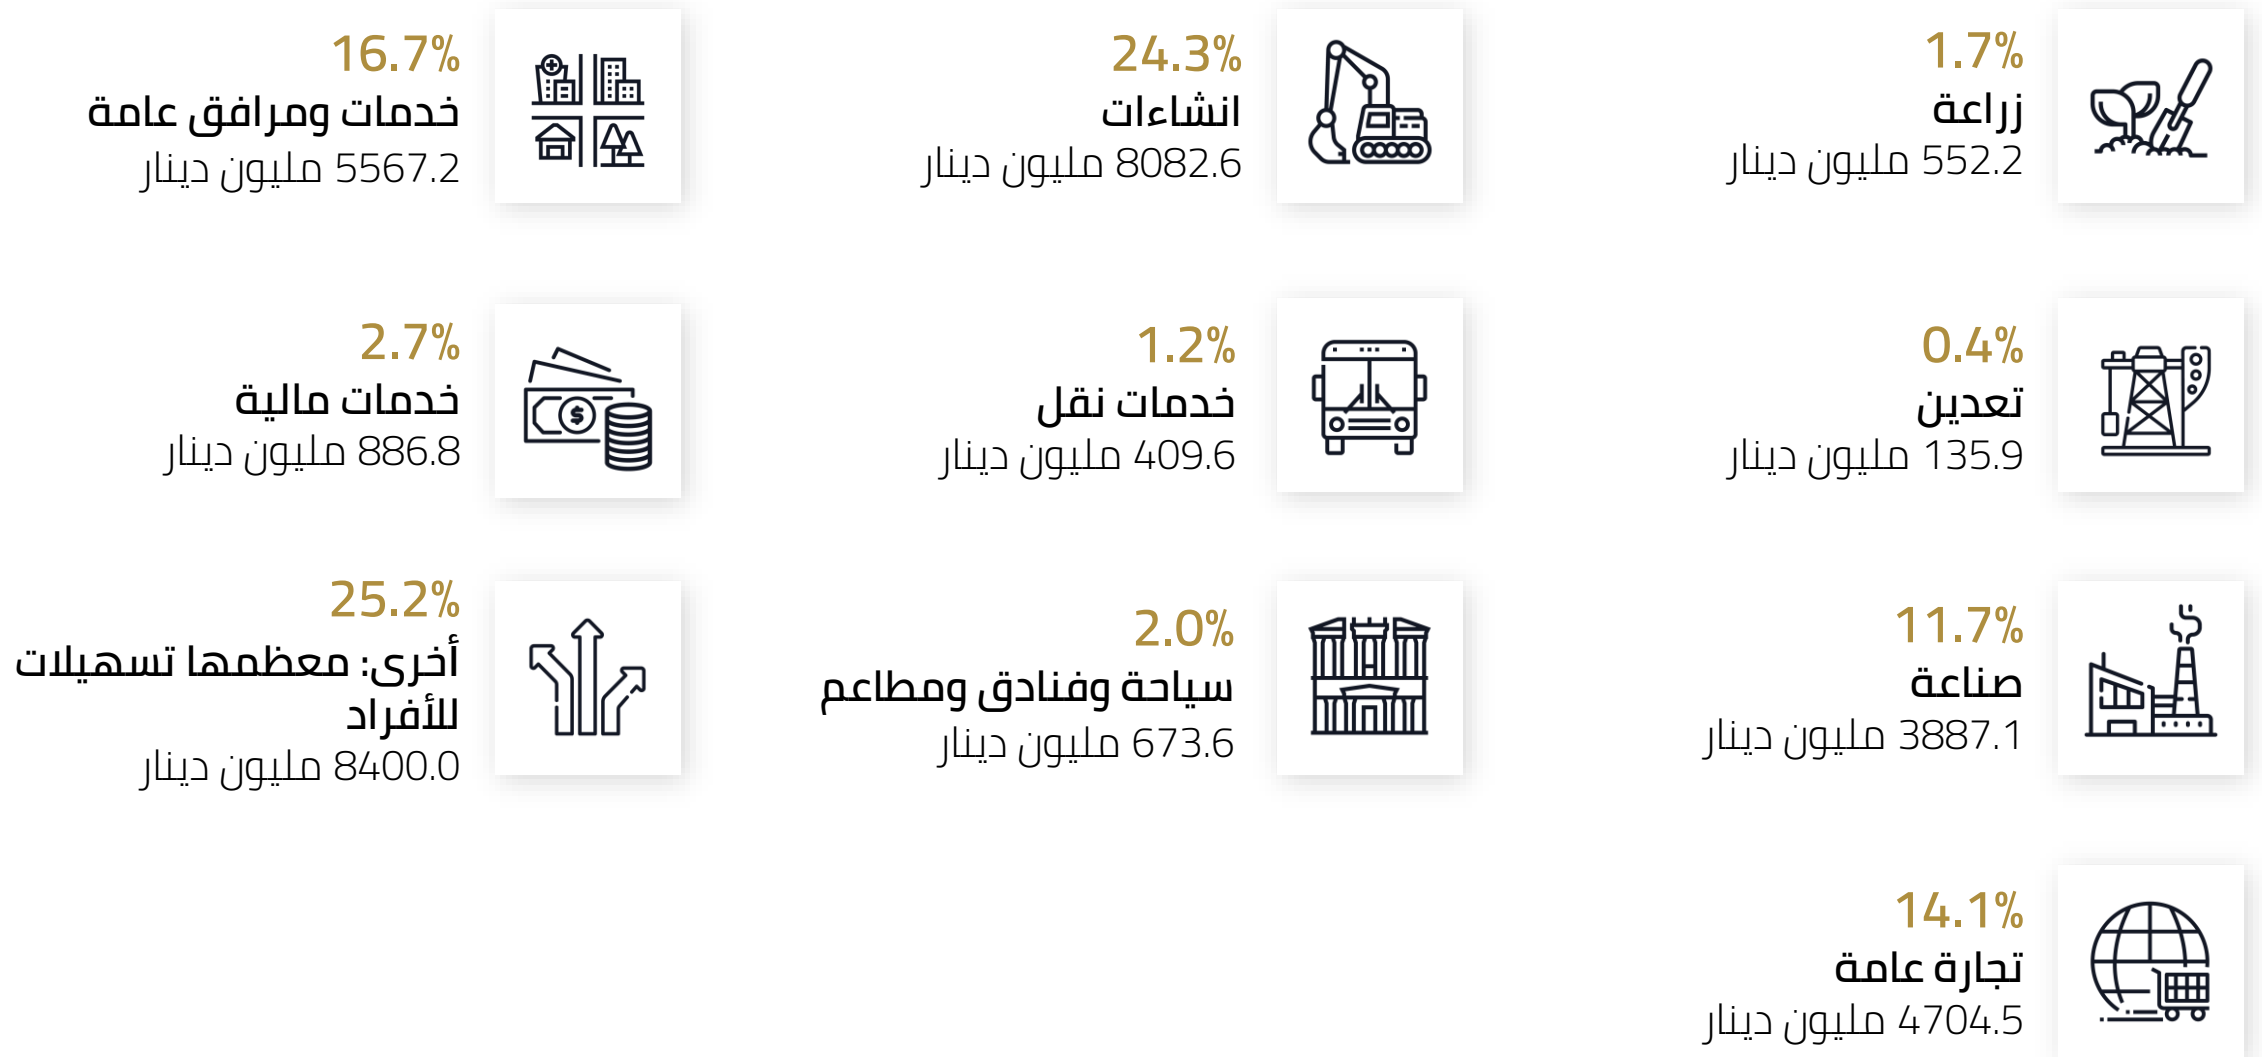 1.7%
زراعة
552.2 مليون دينار
24.3%
انشاءات
8082.6 مليون دينار
16.7%
خدمات ومرافق عامة
5567.2 مليون دينار
0.4%
تعدين
135.9 مليون دينار
1.2%
خدمات نقل
409.6 مليون دينار
2.7%
خدمات مالية
886.8 مليون دينار
11.7%
صناعة
3887.1 مليون دينار
2.0%
سياحة وفنادق ومطاعم
673.6 مليون دينار
25.2%
أخرى: معظمها تسهيلات
للأفراد
8400.0 مليون دينار
14.1%
تجارة عامة
4704.5 مليون دينار